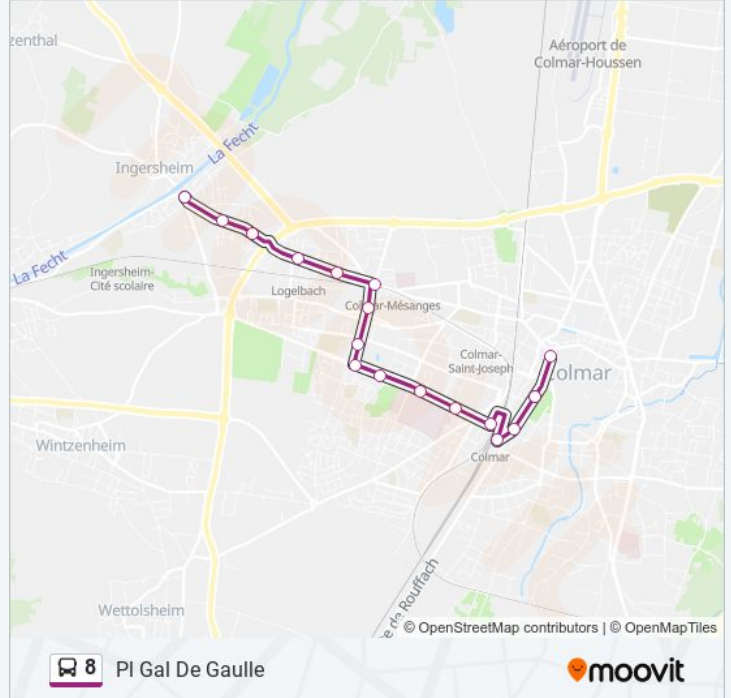 zenthal
Aéroport de
Colmar-Houssen
La Fecht
Ingersheim
La Fecht
Ingersheim-
Cité scolaire
Logelbach
Colmar-Mésanges
Colmar-
Saint-Joseph
olmar
Wintzenheim
Colmar
Wettolsheim
e de Rouffach
© OpenStreetMap contributors | © OpenMapTiles
8 Pl Gal De Gaulle
moovit